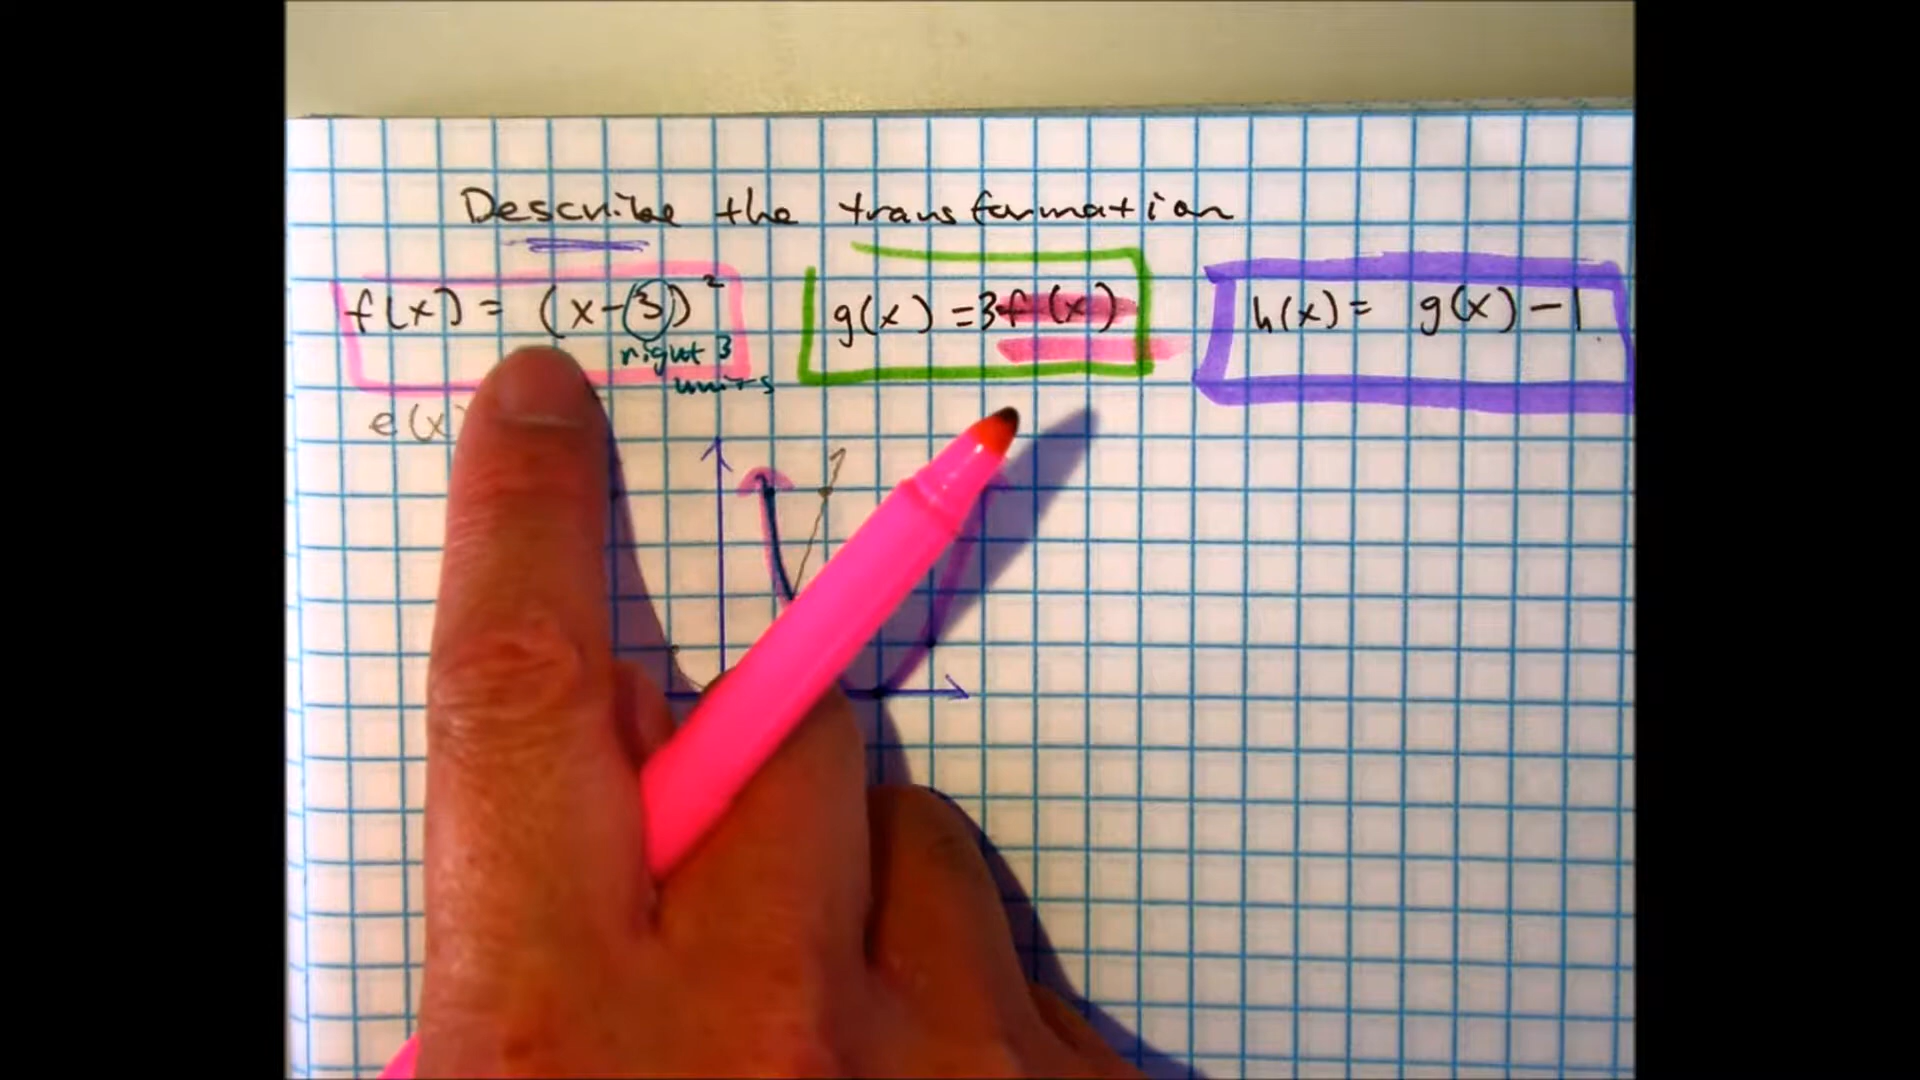 Describe the transformation
f(x) = (x-3)²
right 3
units
g(x) = 3f(x)
h(x) = g(x) - 1
e(x)